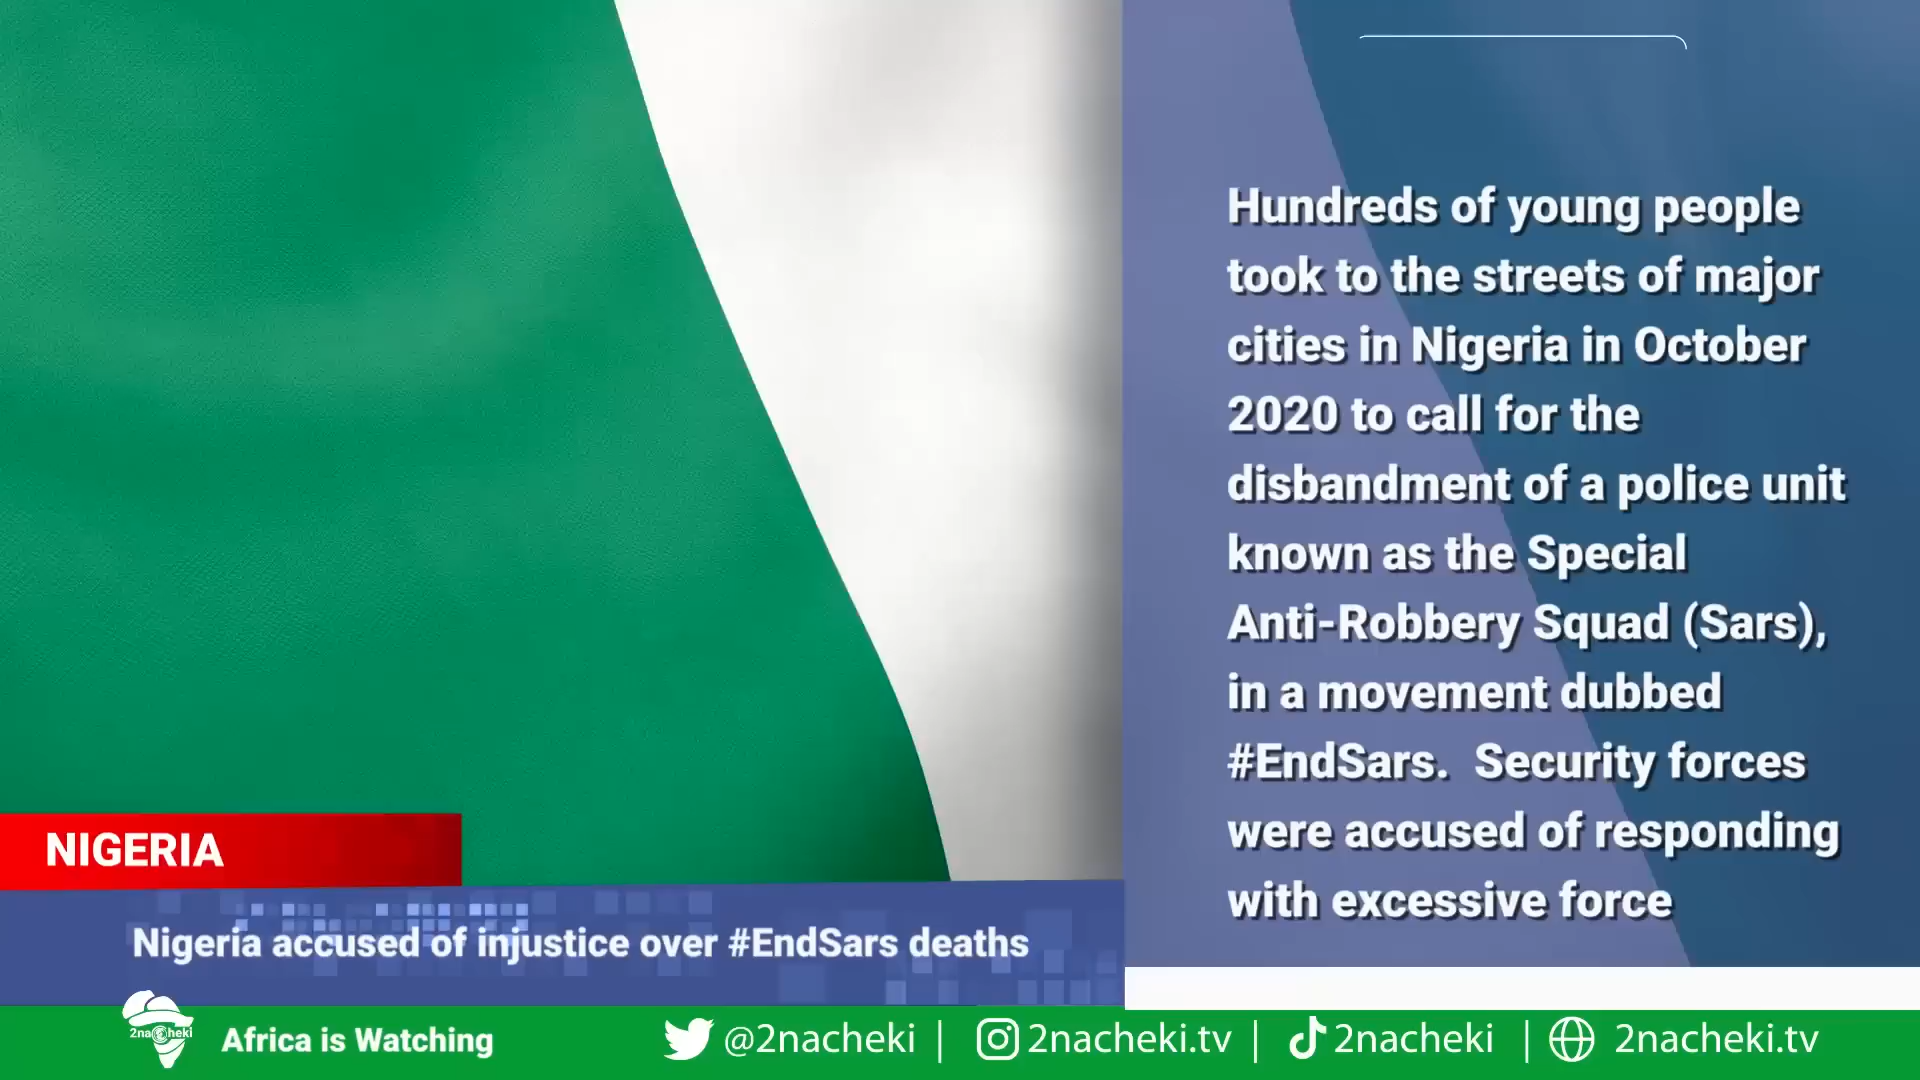 Hundreds of young people
took to the streets of major
cities in Nigeria in October
2020 to call for the
disbandment of a police unit
known as the Special
Anti-Robbery Squad (Sars),
in a movement dubbed
#EndSars.  Security forces
were accused of responding
with excessive force
NIGERIA
Nigeria accused of injustice over #EndSars deaths
2nacheki
Africa is Watching
@2nacheki | 2nacheki.tv | 2nacheki | 2nacheki.tv